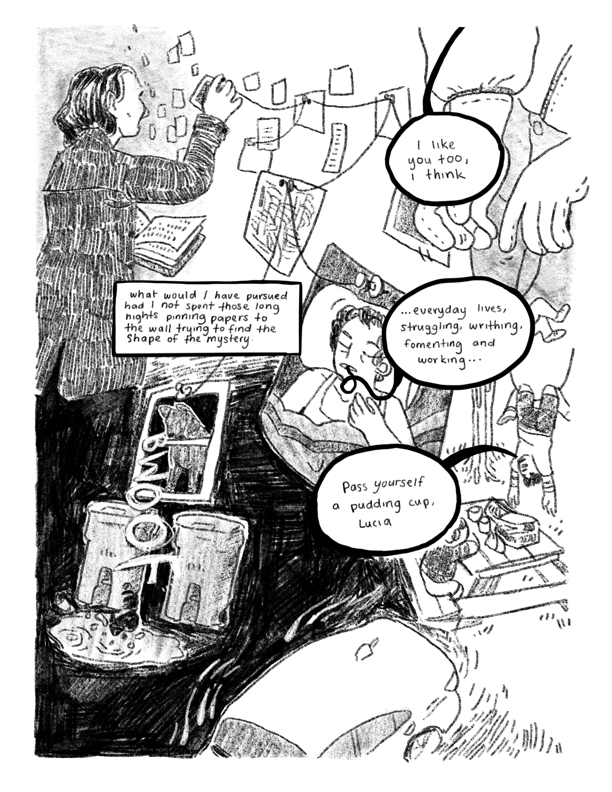 I like
you too,
i think
what would I have pursued
had I not spent those long
nights pinning papers to
the wall trying to find the
shape of the mystery.
...everyday lives,
struggling, writhing,
fomenting and
working...
Pass yourself
a pudding cup,
Lucia